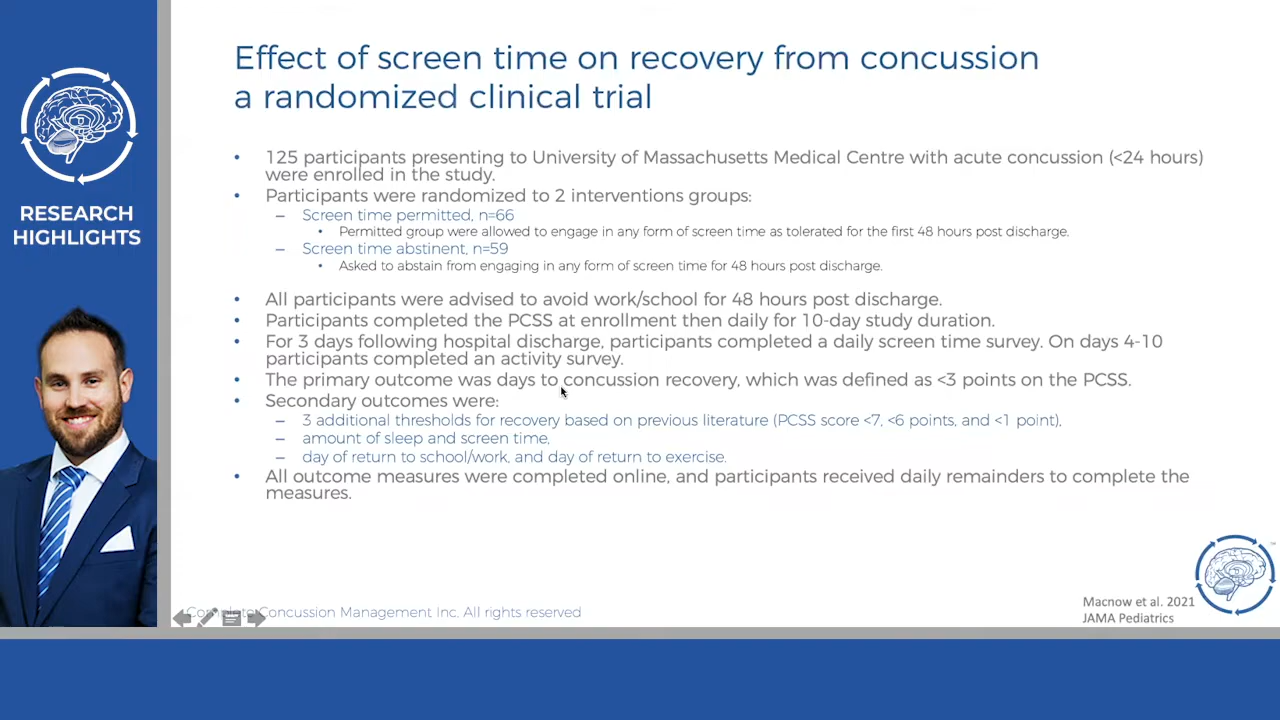 Effect of screen time on recovery from concussion
a randomized clinical trial
• 125 participants presenting to University of Massachusetts Medical Centre with acute concussion (<24 hours)
were enrolled in the study.
• Participants were randomized to 2 interventions groups:
– Screen time permitted, n=66
• Permitted group were allowed to engage in any form of screen time as tolerated for the first 48 hours post discharge.
– Screen time abstinent, n=59
• Asked to abstain from engaging in any form of screen time for 48 hours post discharge.
• All participants were advised to avoid work/school for 48 hours post discharge.
• Participants completed the PCSS at enrollment then daily for 10-day study duration.
• For 3 days following hospital discharge, participants completed a daily screen time survey. On days 4-10
participants completed an activity survey.
• The primary outcome was days to concussion recovery, which was defined as <3 points on the PCSS.
• Secondary outcomes were:
– 3 additional thresholds for recovery based on previous literature (PCSS score <7, <6 points, and <1 point),
– amount of sleep and screen time,
– day of return to school/work, and day of return to exercise.
• All outcome measures were completed online, and participants received daily remainders to complete the
measures.
RESEARCH
HIGHLIGHTS
Complete Concussion Management Inc. All rights reserved
Macnow et al. 2021
JAMA Pediatrics